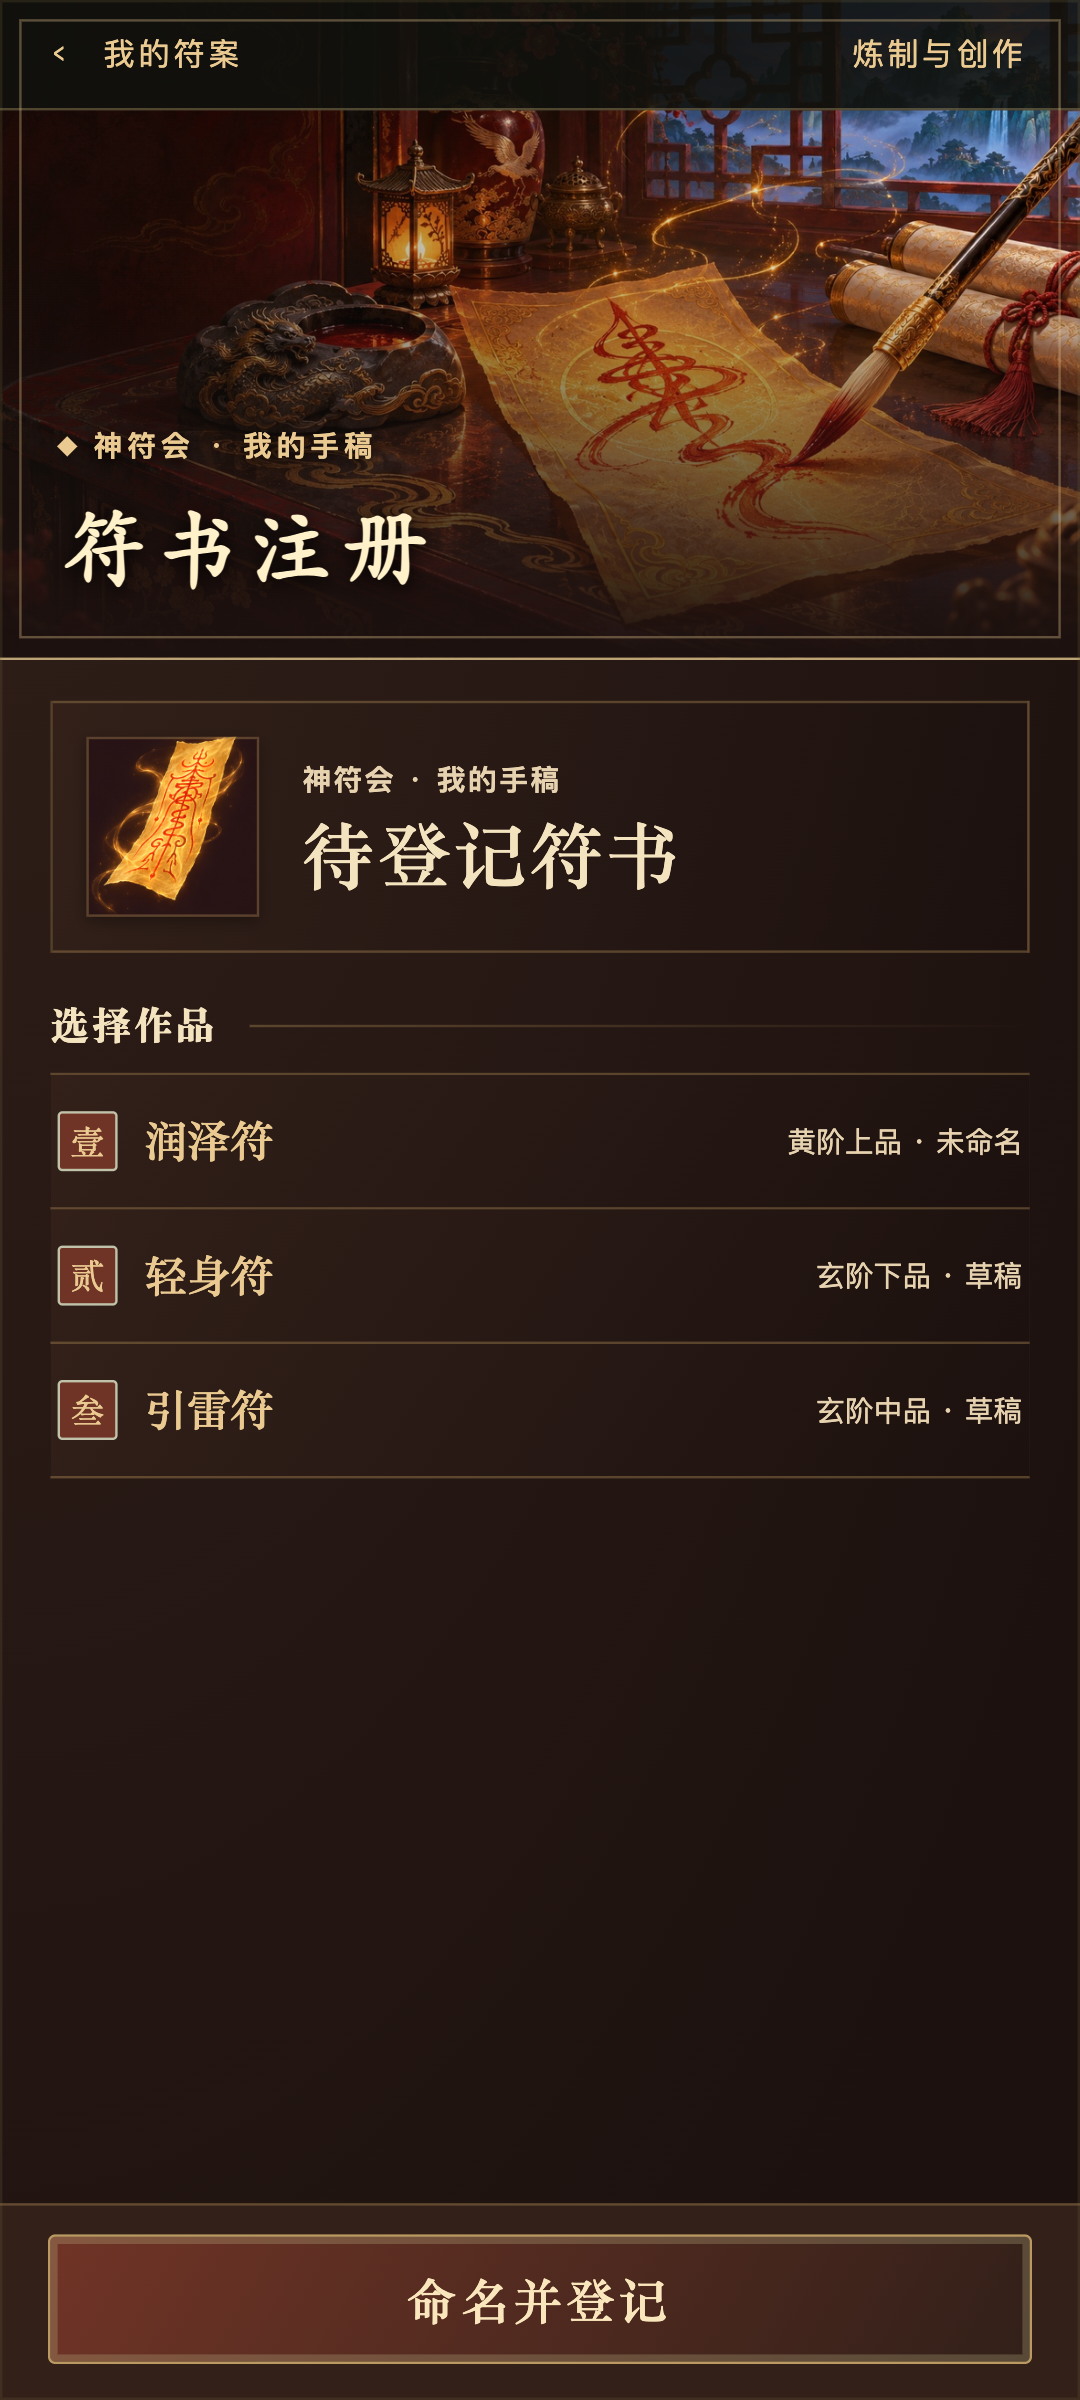 ‹ 我的符案 炼制与创作
◆ 神符会 · 我的手稿
符书注册
神符会 · 我的手稿
待登记符书
选择作品
壹 润泽符 黄阶上品 · 未命名
贰 轻身符 玄阶下品 · 草稿
叁 引雷符 玄阶中品 · 草稿
命名并登记